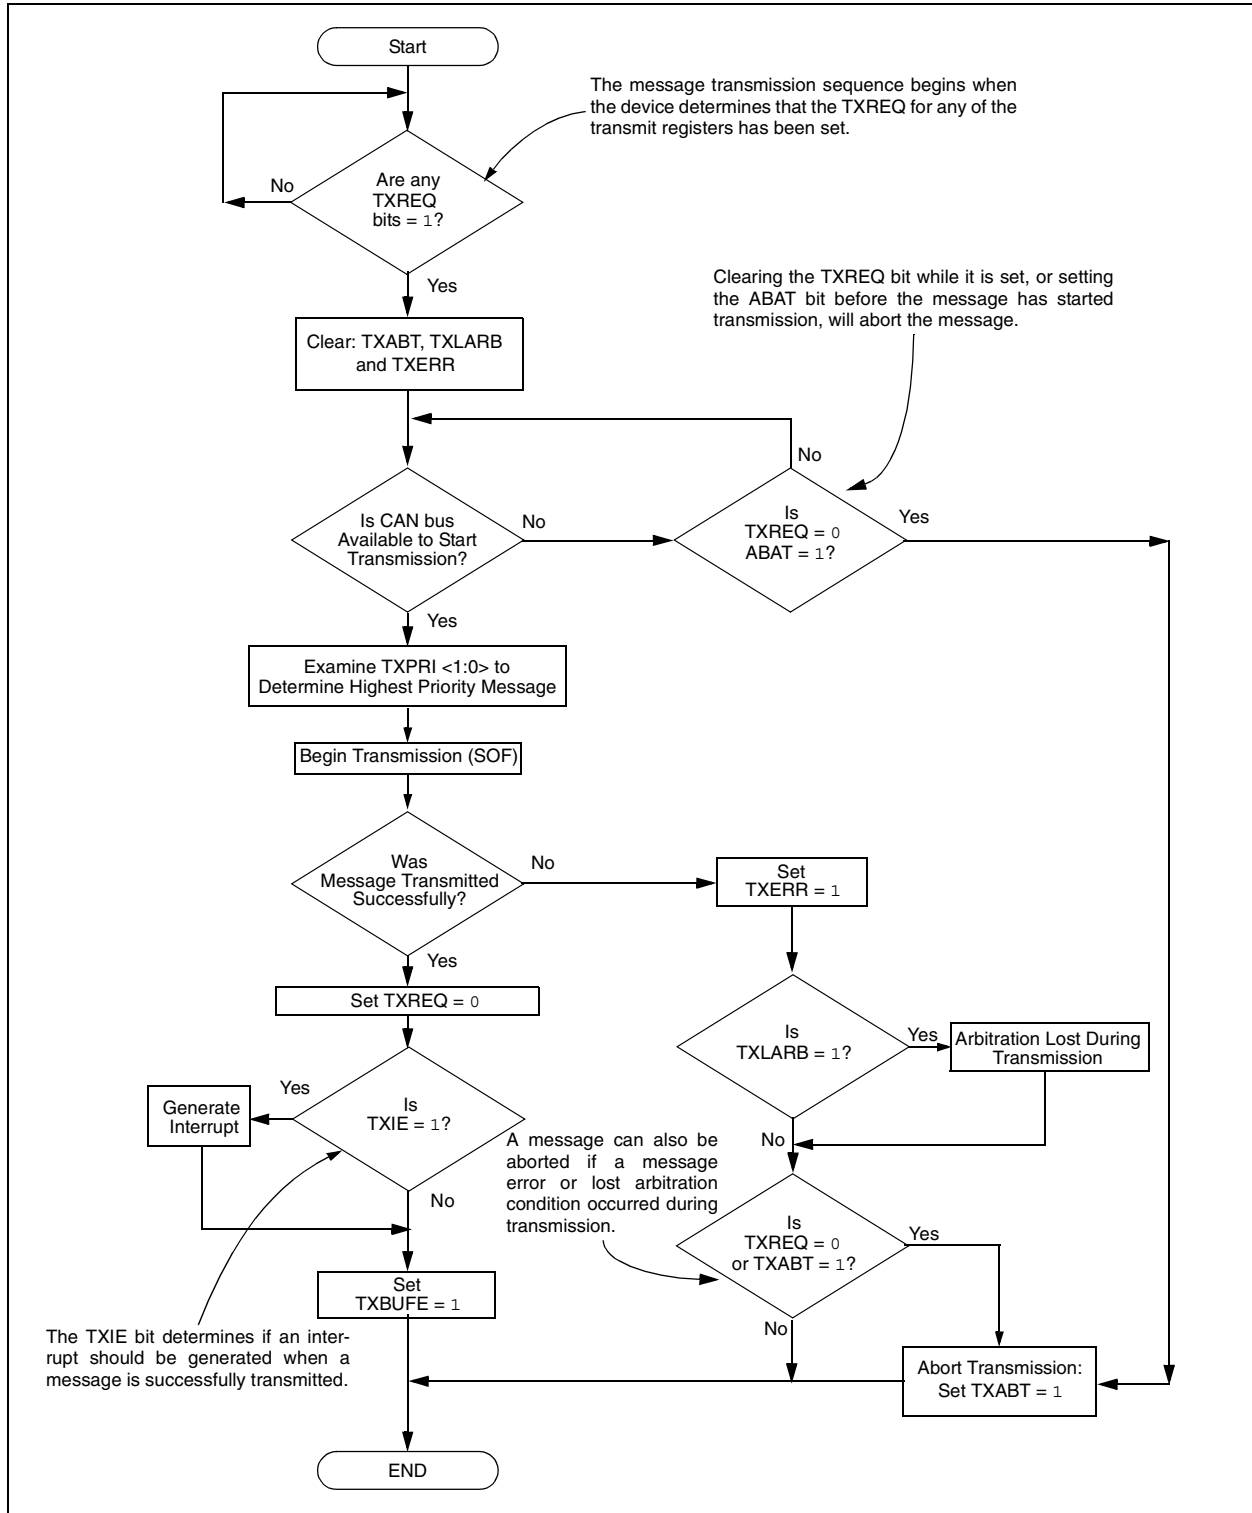 Start
The message transmission sequence begins when
the device determines that the TXREQ for any of the
transmit registers has been set.
Are any
TXREQ
bits = 1?
No
Yes
Clearing the TXREQ bit while it is set, or setting
the ABAT bit before the message has started
transmission, will abort the message.
Clear: TXABT, TXLARB
and TXERR
No
Is CAN bus
Available to Start
Transmission?
No
Is
TXREQ = 0
ABAT = 1?
Yes
Yes
Examine TXPRI <1:0> to
Determine Highest Priority Message
Begin Transmission (SOF)
Was
Message Transmitted
Successfully?
No
Set
TXERR = 1
Yes
Set TXREQ = 0
Is
TXLARB = 1?
Yes
Arbitration Lost During
Transmission
Generate
Interrupt
Yes
Is
TXIE = 1?
No
A message can also be
aborted if a message
error or lost arbitration
condition occurred during
transmission.
No
Is
TXREQ = 0
or TXABT = 1?
Yes
Set
TXBUFE = 1
No
The TXIE bit determines if an inter-
rupt should be generated when a
message is successfully transmitted.
Abort Transmission:
Set TXABT = 1
END